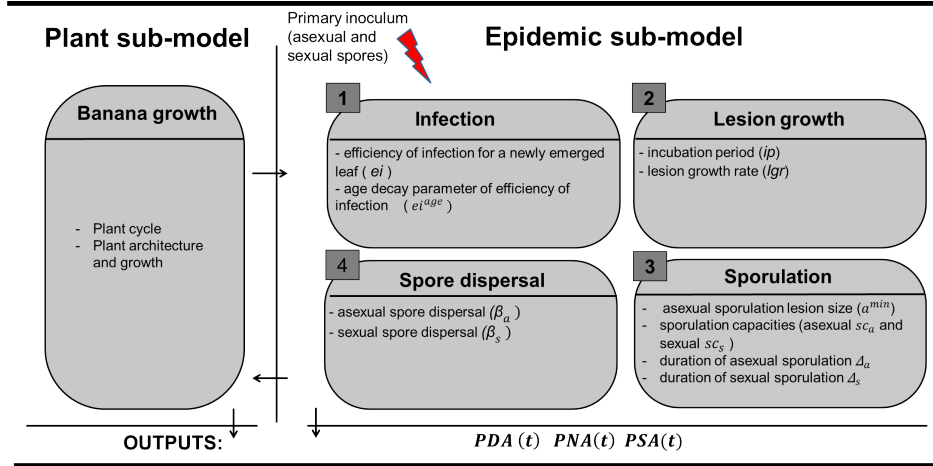 Plant sub-model
Primary inoculum
(asexual and
sexual spores)
Epidemic sub-model
Banana growth
- Plant cycle
- Plant architecture
and growth
1
Infection
- efficiency of infection for a newly emerged
leaf ( ei )
- age decay parameter of efficiency of
infection ( ei^age )
2
Lesion growth
- incubation period (ip)
- lesion growth rate (lgr)
4
Spore dispersal
- asexual spore dispersal (β_a )
- sexual spore dispersal (β_s )
3
Sporulation
- asexual sporulation lesion size (a^min)
- sporulation capacities (asexual sc_a and
sexual sc_s )
- duration of asexual sporulation Δ_a
- duration of sexual sporulation Δ_s
OUTPUTS:
PDA (t) PNA(t) PSA(t)